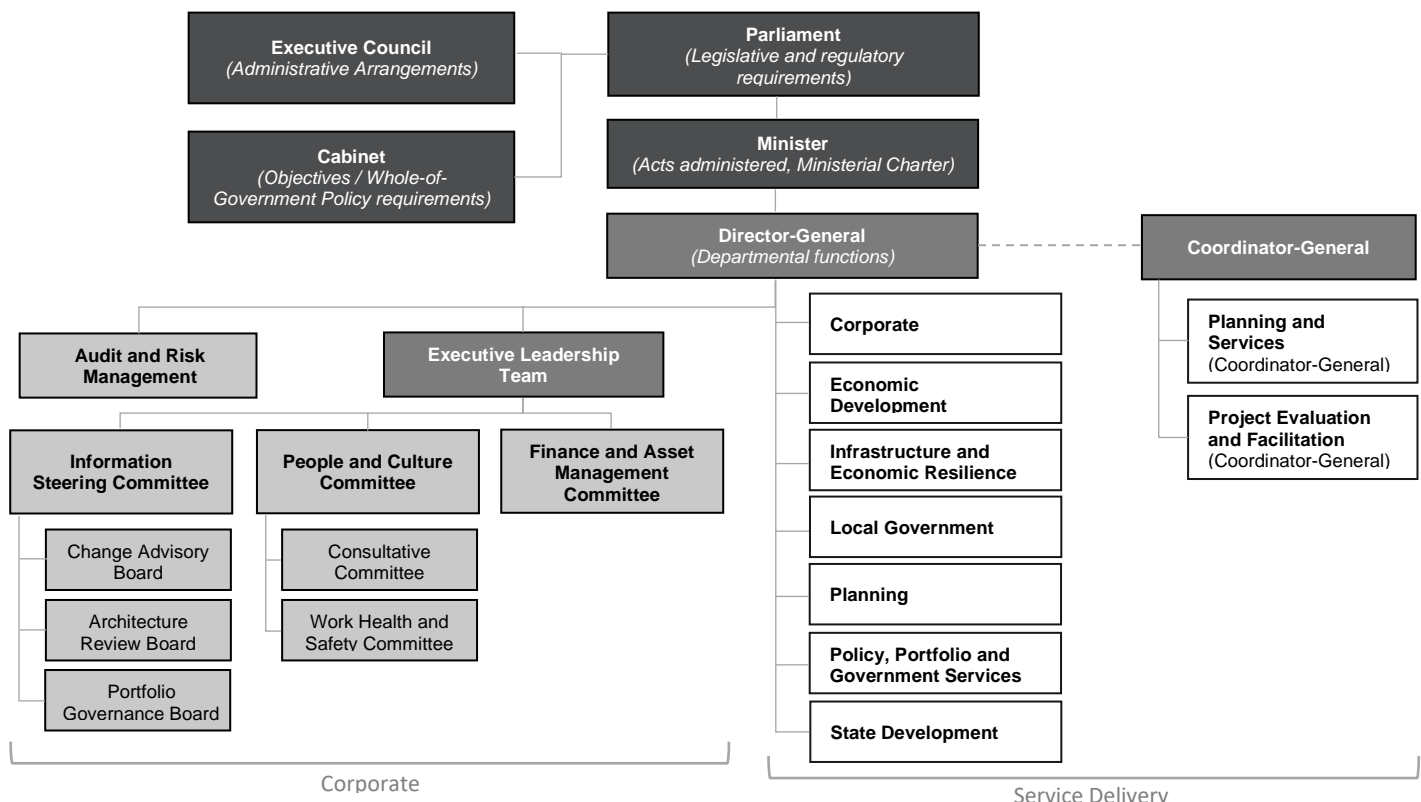 Executive Council
(Administrative Arrangements)
Parliament
(Legislative and regulatory
requirements)
Cabinet
(Objectives / Whole-of-
Government Policy requirements)
Minister
(Acts administered, Ministerial Charter)
Director-General
(Departmental functions)
Coordinator-General
Audit and Risk
Management
Executive Leadership
Team
Information
Steering Committee
People and Culture
Committee
Finance and Asset
Management
Committee
Change Advisory
Board
Architecture
Review Board
Portfolio
Governance Board
Consultative
Committee
Work Health and
Safety Committee
Corporate
Economic
Development
Infrastructure and
Economic Resilience
Local Government
Planning
Policy, Portfolio and
Government Services
State Development
Planning and
Services
(Coordinator-General)
Project Evaluation
and Facilitation
(Coordinator-General)
Corporate
Service Delivery